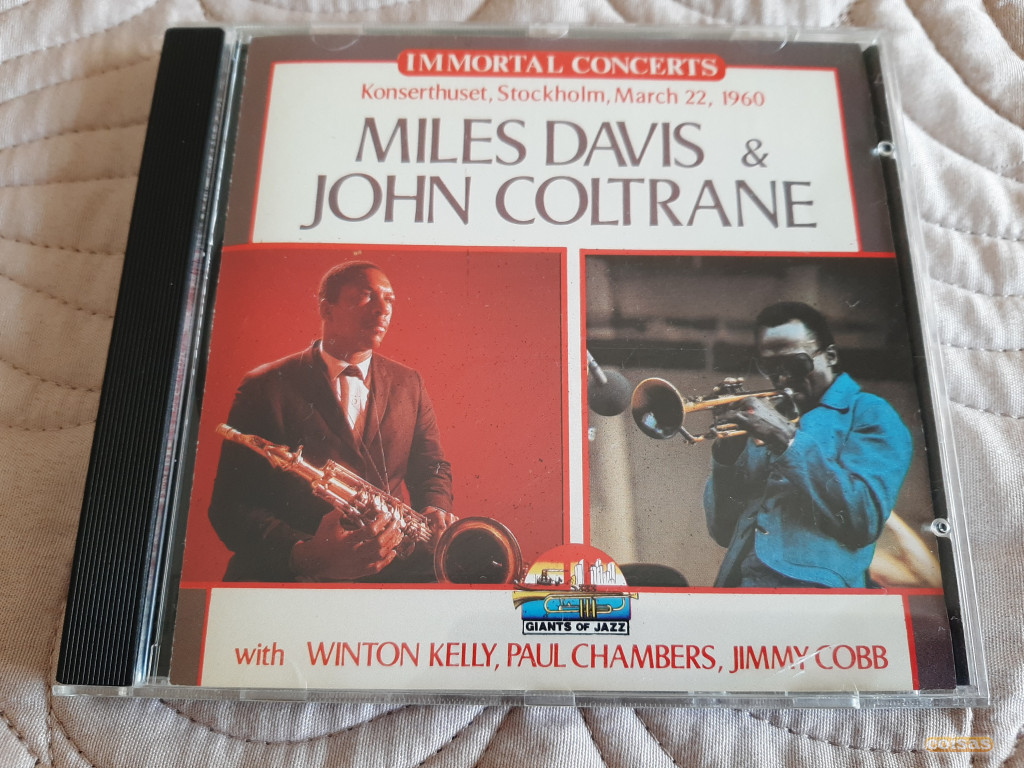 IMMORTAL CONCERTS
Konserthuset, Stockholm, March 22, 1960
MILES DAVIS &
JOHN COLTRANE
GIANTS OF JAZZ
with WINTON KELLY, PAUL CHAMBERS, JIMMY COBB